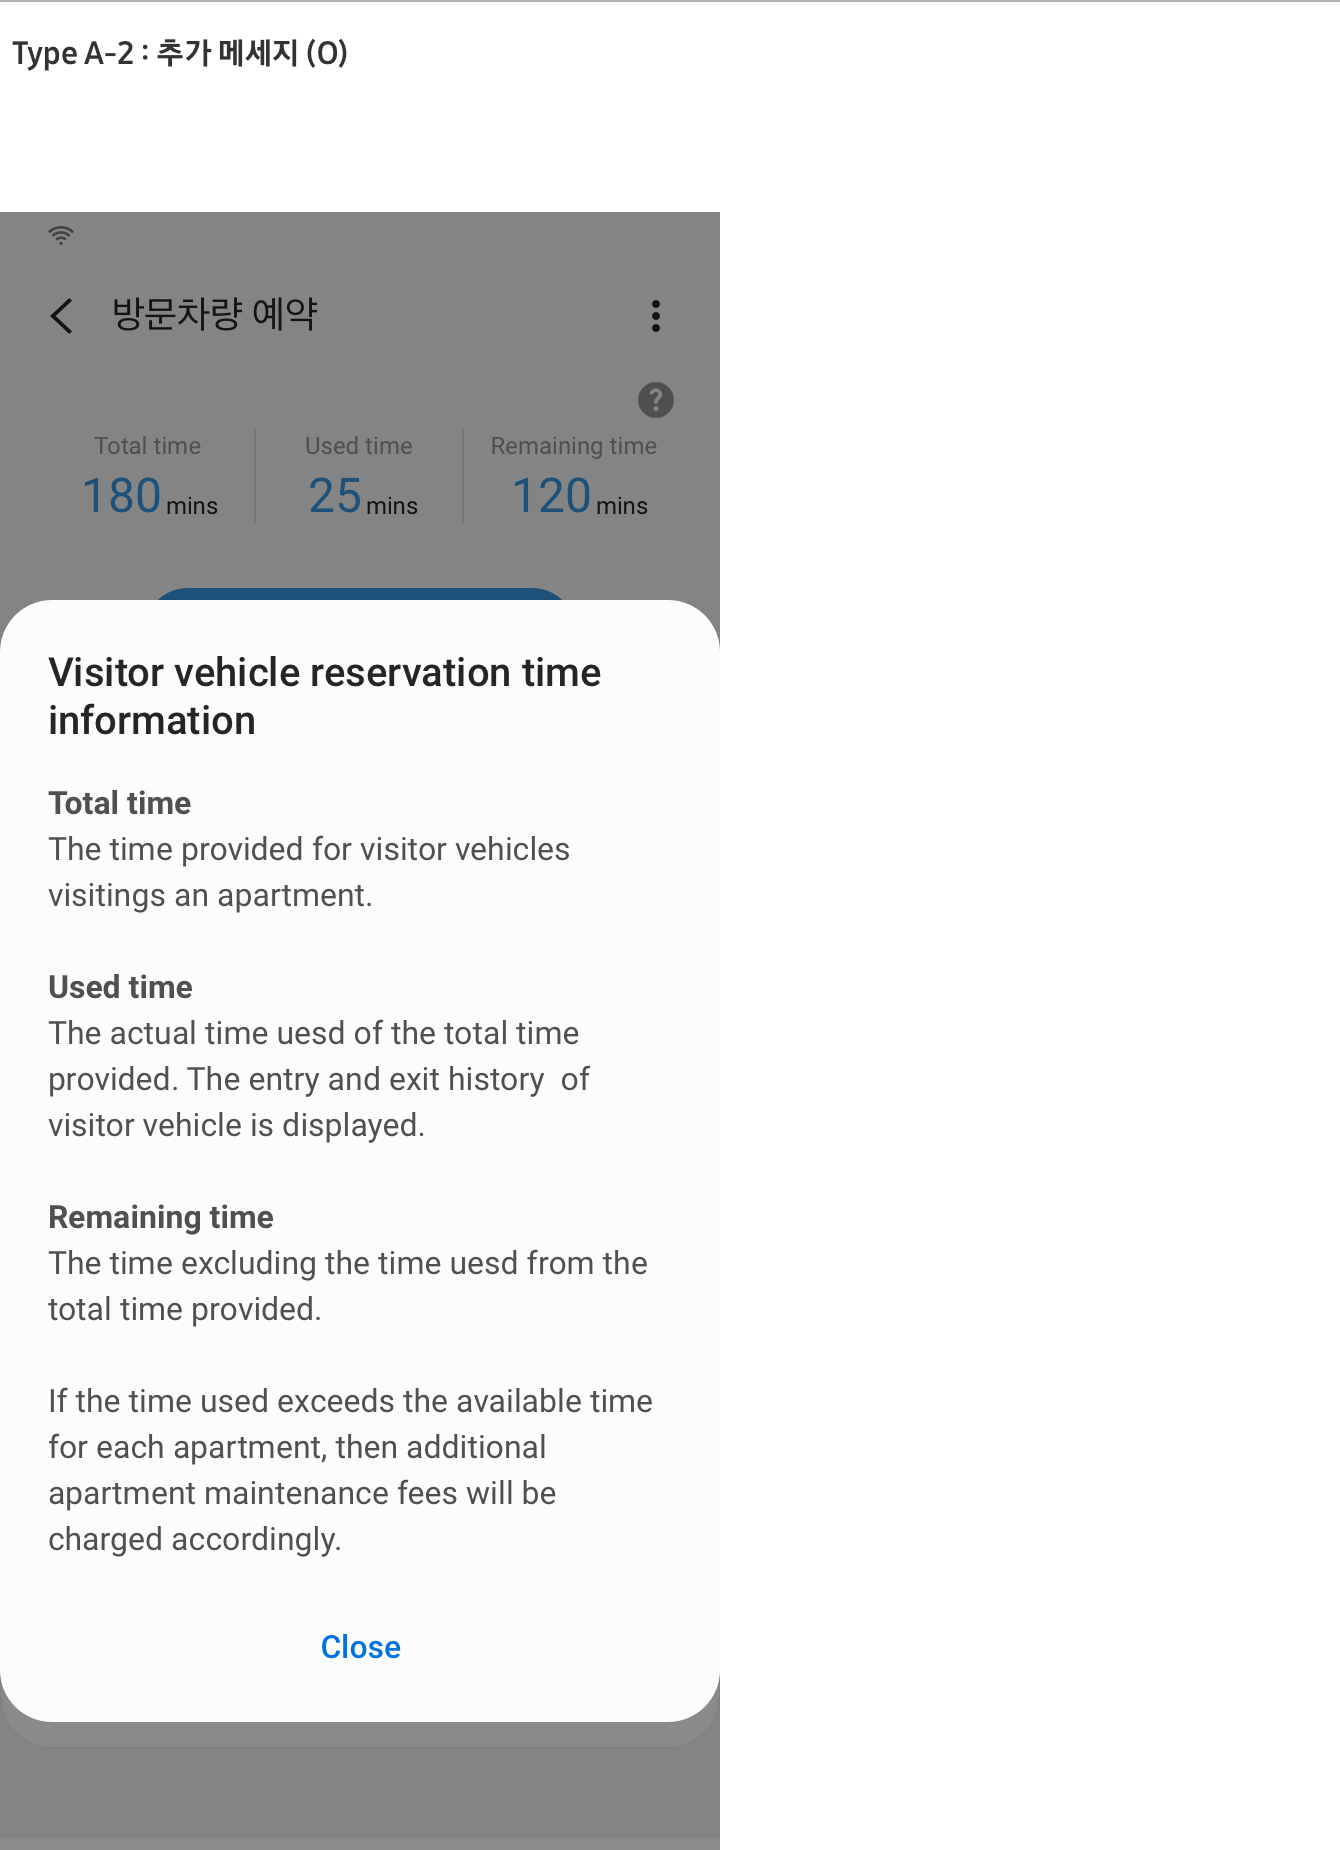 Type A-2 : 추가 메세지 (O)
방문차량 예약
?
Total time Used time Remaining time
180 mins 25 mins 120 mins
Visitor vehicle reservation time
information
Total time
The time provided for visitor vehicles
visitings an apartment.
Used time
The actual time uesd of the total time
provided. The entry and exit history  of
visitor vehicle is displayed.
Remaining time
The time excluding the time uesd from the
total time provided.
If the time used exceeds the available time
for each apartment, then additional
apartment maintenance fees will be
charged accordingly.
Close